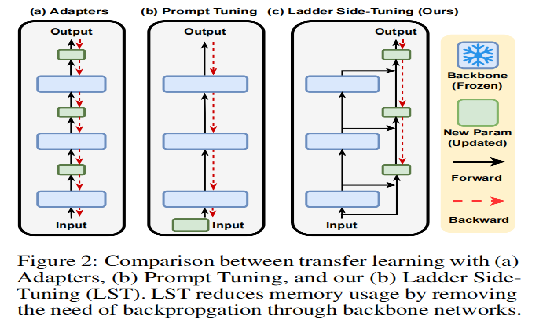 (a) Adapters
(b) Prompt Tuning
(c) Ladder Side-Tuning (Ours)
Output
Output
Output
Input
Input
Input
Backbone
(Frozen)
New Param
(Updated)
Forward
Backward
Figure 2: Comparison between transfer learning with (a)
Adapters, (b) Prompt Tuning, and our (b) Ladder Side-
Tuning (LST). LST reduces memory usage by removing
the need of backpropgation through backbone networks.